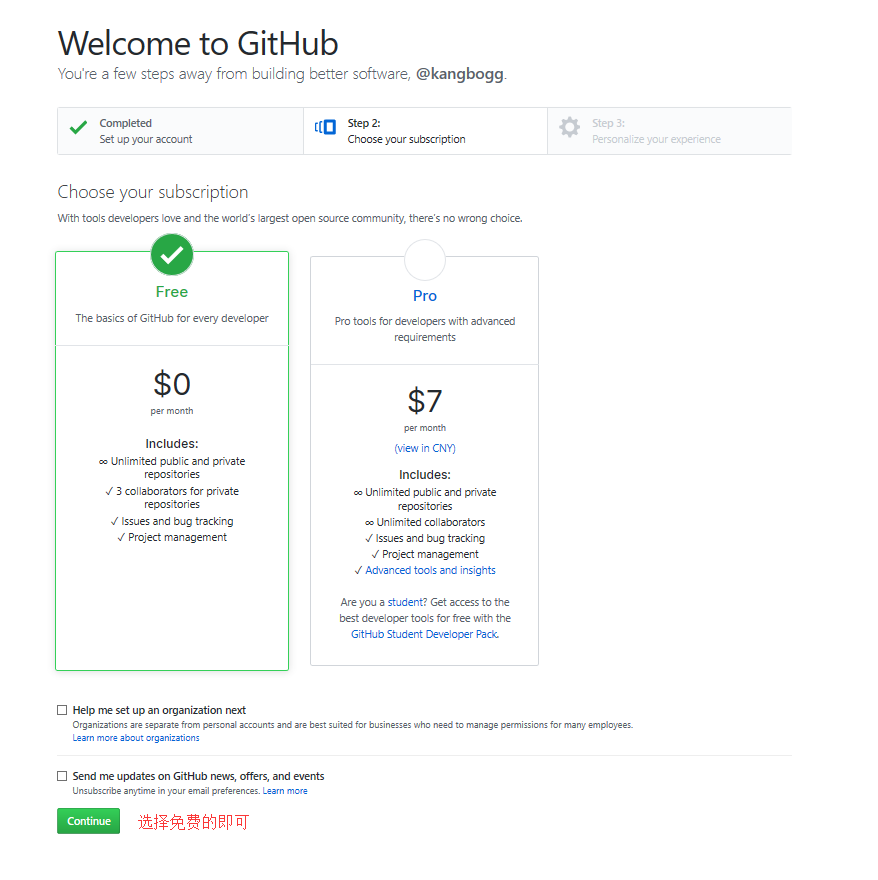 Welcome to GitHub
You're a few steps away from building better software, @kangbogg.
Completed
Set up your account
Step 2:
Choose your subscription
Step 3:
Personalize your experience
Choose your subscription
With tools developers love and the world's largest open source community, there's no wrong choice.
Free
The basics of GitHub for every developer
$0
per month
Includes:
∞ Unlimited public and private
repositories
✓ 3 collaborators for private
repositories
✓ Issues and bug tracking
✓ Project management
Pro
Pro tools for developers with advanced
requirements
$7
per month
(view in CNY)
Includes:
∞ Unlimited public and private
repositories
∞ Unlimited collaborators
✓ Issues and bug tracking
✓ Project management
✓ Advanced tools and insights
Are you a student? Get access to the
best developer tools for free with the
GitHub Student Developer Pack.
Help me set up an organization next
Organizations are separate from personal accounts and are best suited for businesses who need to manage permissions for many employees.
Learn more about organizations
Send me updates on GitHub news, offers, and events
Unsubscribe anytime in your email preferences. Learn more
Continue
选择免费的即可